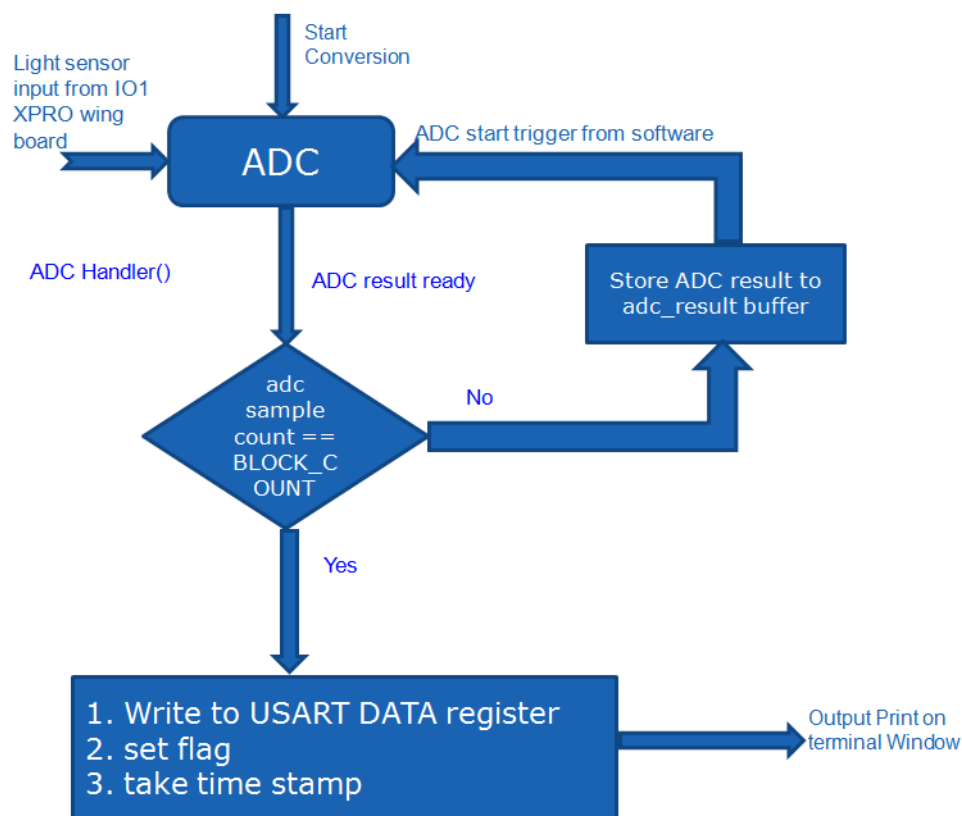 Start
Conversion
Light sensor
input from IO1
XPRO wing
board
ADC start trigger from software
ADC
ADC Handler()
ADC result ready
Store ADC result to
adc_result buffer
adc
sample
count ==
BLOCK_C
OUNT
No
Yes
1. Write to USART DATA register
2. set flag
3. take time stamp
Output Print on
terminal Window